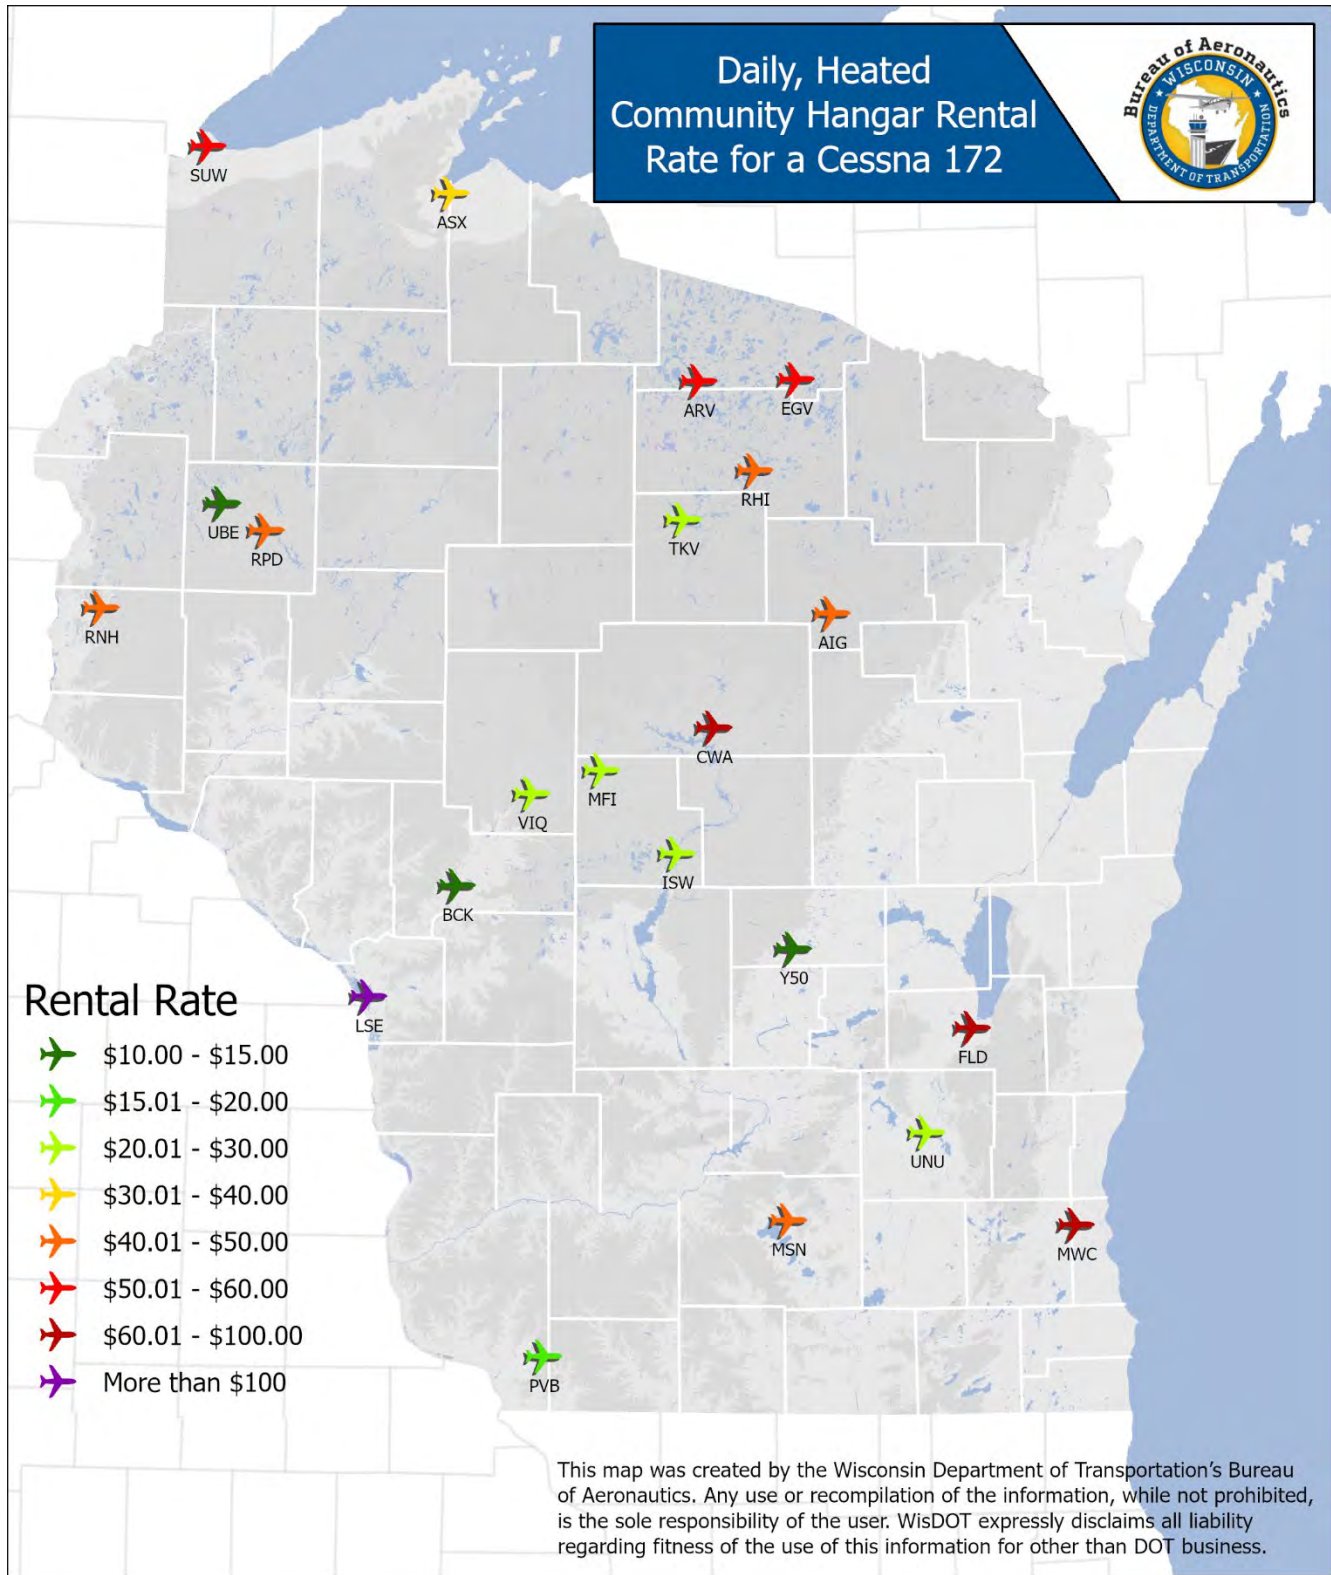 Daily, Heated
Community Hangar Rental
Rate for a Cessna 172
Bureau of Aeronautics
WISCONSIN
DEPARTMENT OF TRANSPORTATION
SUW
ASX
ARV
EGV
RHI
UBE
RPD
TKV
RNH
AIG
CWA
MFI
VIQ
ISW
BCK
Y50
LSE
FLD
UNU
MSN
MWC
PVB
Rental Rate
$10.00 - $15.00
$15.01 - $20.00
$20.01 - $30.00
$30.01 - $40.00
$40.01 - $50.00
$50.01 - $60.00
$60.01 - $100.00
More than $100
This map was created by the Wisconsin Department of Transportation's Bureau
of Aeronautics. Any use or recompilation of the information, while not prohibited,
is the sole responsibility of the user. WisDOT expressly disclaims all liability
regarding fitness of the use of this information for other than DOT business.